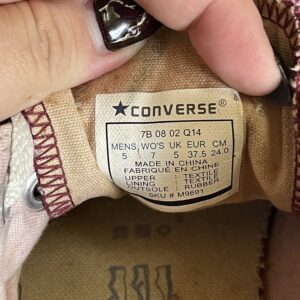 ★CONVERSE®
7B 08 02 Q14
MENS WO'S UK EUR CM
5 7 5 37.5 24.0
MADE IN CHINA
FABRIQUÉ EN CHINE
UPPER : TEXTILE
LINING : TEXTILE
OUTSOLE : RUBBER
SKU # M9691